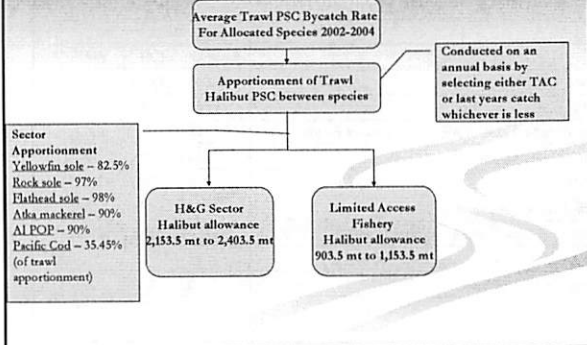 Average Trawl PSC Bycatch Rate
For Allocated Species 2002-2004
Apportionment of Trawl
Halibut PSC between species
Conducted on an
annual basis by
selecting either TAC
or last years catch
whichever is less
Sector
Apportionment
Yellowfin sole – 82.5%
Rock sole – 97%
Flathead sole – 98%
Atka mackerel – 90%
AI POP – 90%
Pacific Cod – 35.45%
(of trawl
apportionment)
H&G Sector
Halibut allowance
2,153.5 mt to 2,403.5 mt
Limited Access
Fishery
Halibut allowance
903.5 mt to 1,153.5 mt